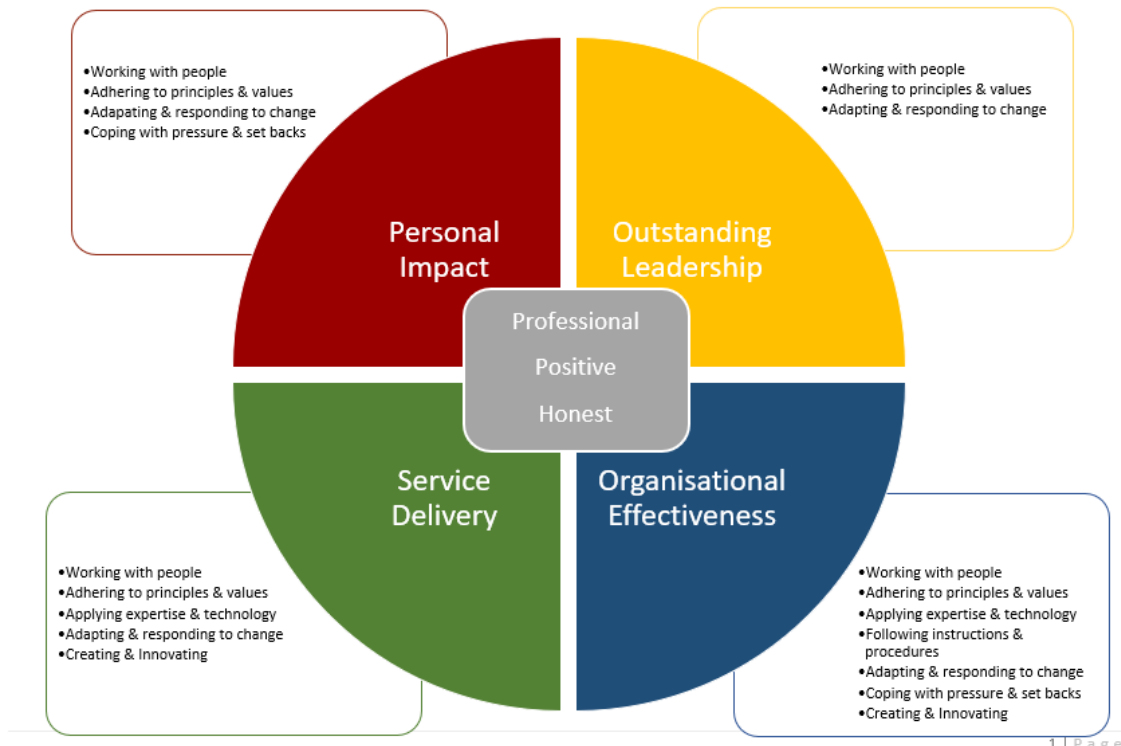 •Working with people
•Adhering to principles & values
•Adapating & responding to change
•Coping with pressure & set backs
•Working with people
•Adhering to principles & values
•Adapting & responding to change
Personal
Impact
Outstanding
Leadership
Professional
Positive
Honest
Service
Delivery
Organisational
Effectiveness
•Working with people
•Adhering to principles & values
•Applying expertise & technology
•Adapting & responding to change
•Creating & Innovating
•Working with people
•Adhering to principles & values
•Applying expertise & technology
•Following instructions &
procedures
•Adapting & responding to change
•Coping with pressure & set backs
•Creating & Innovating
1 | Page